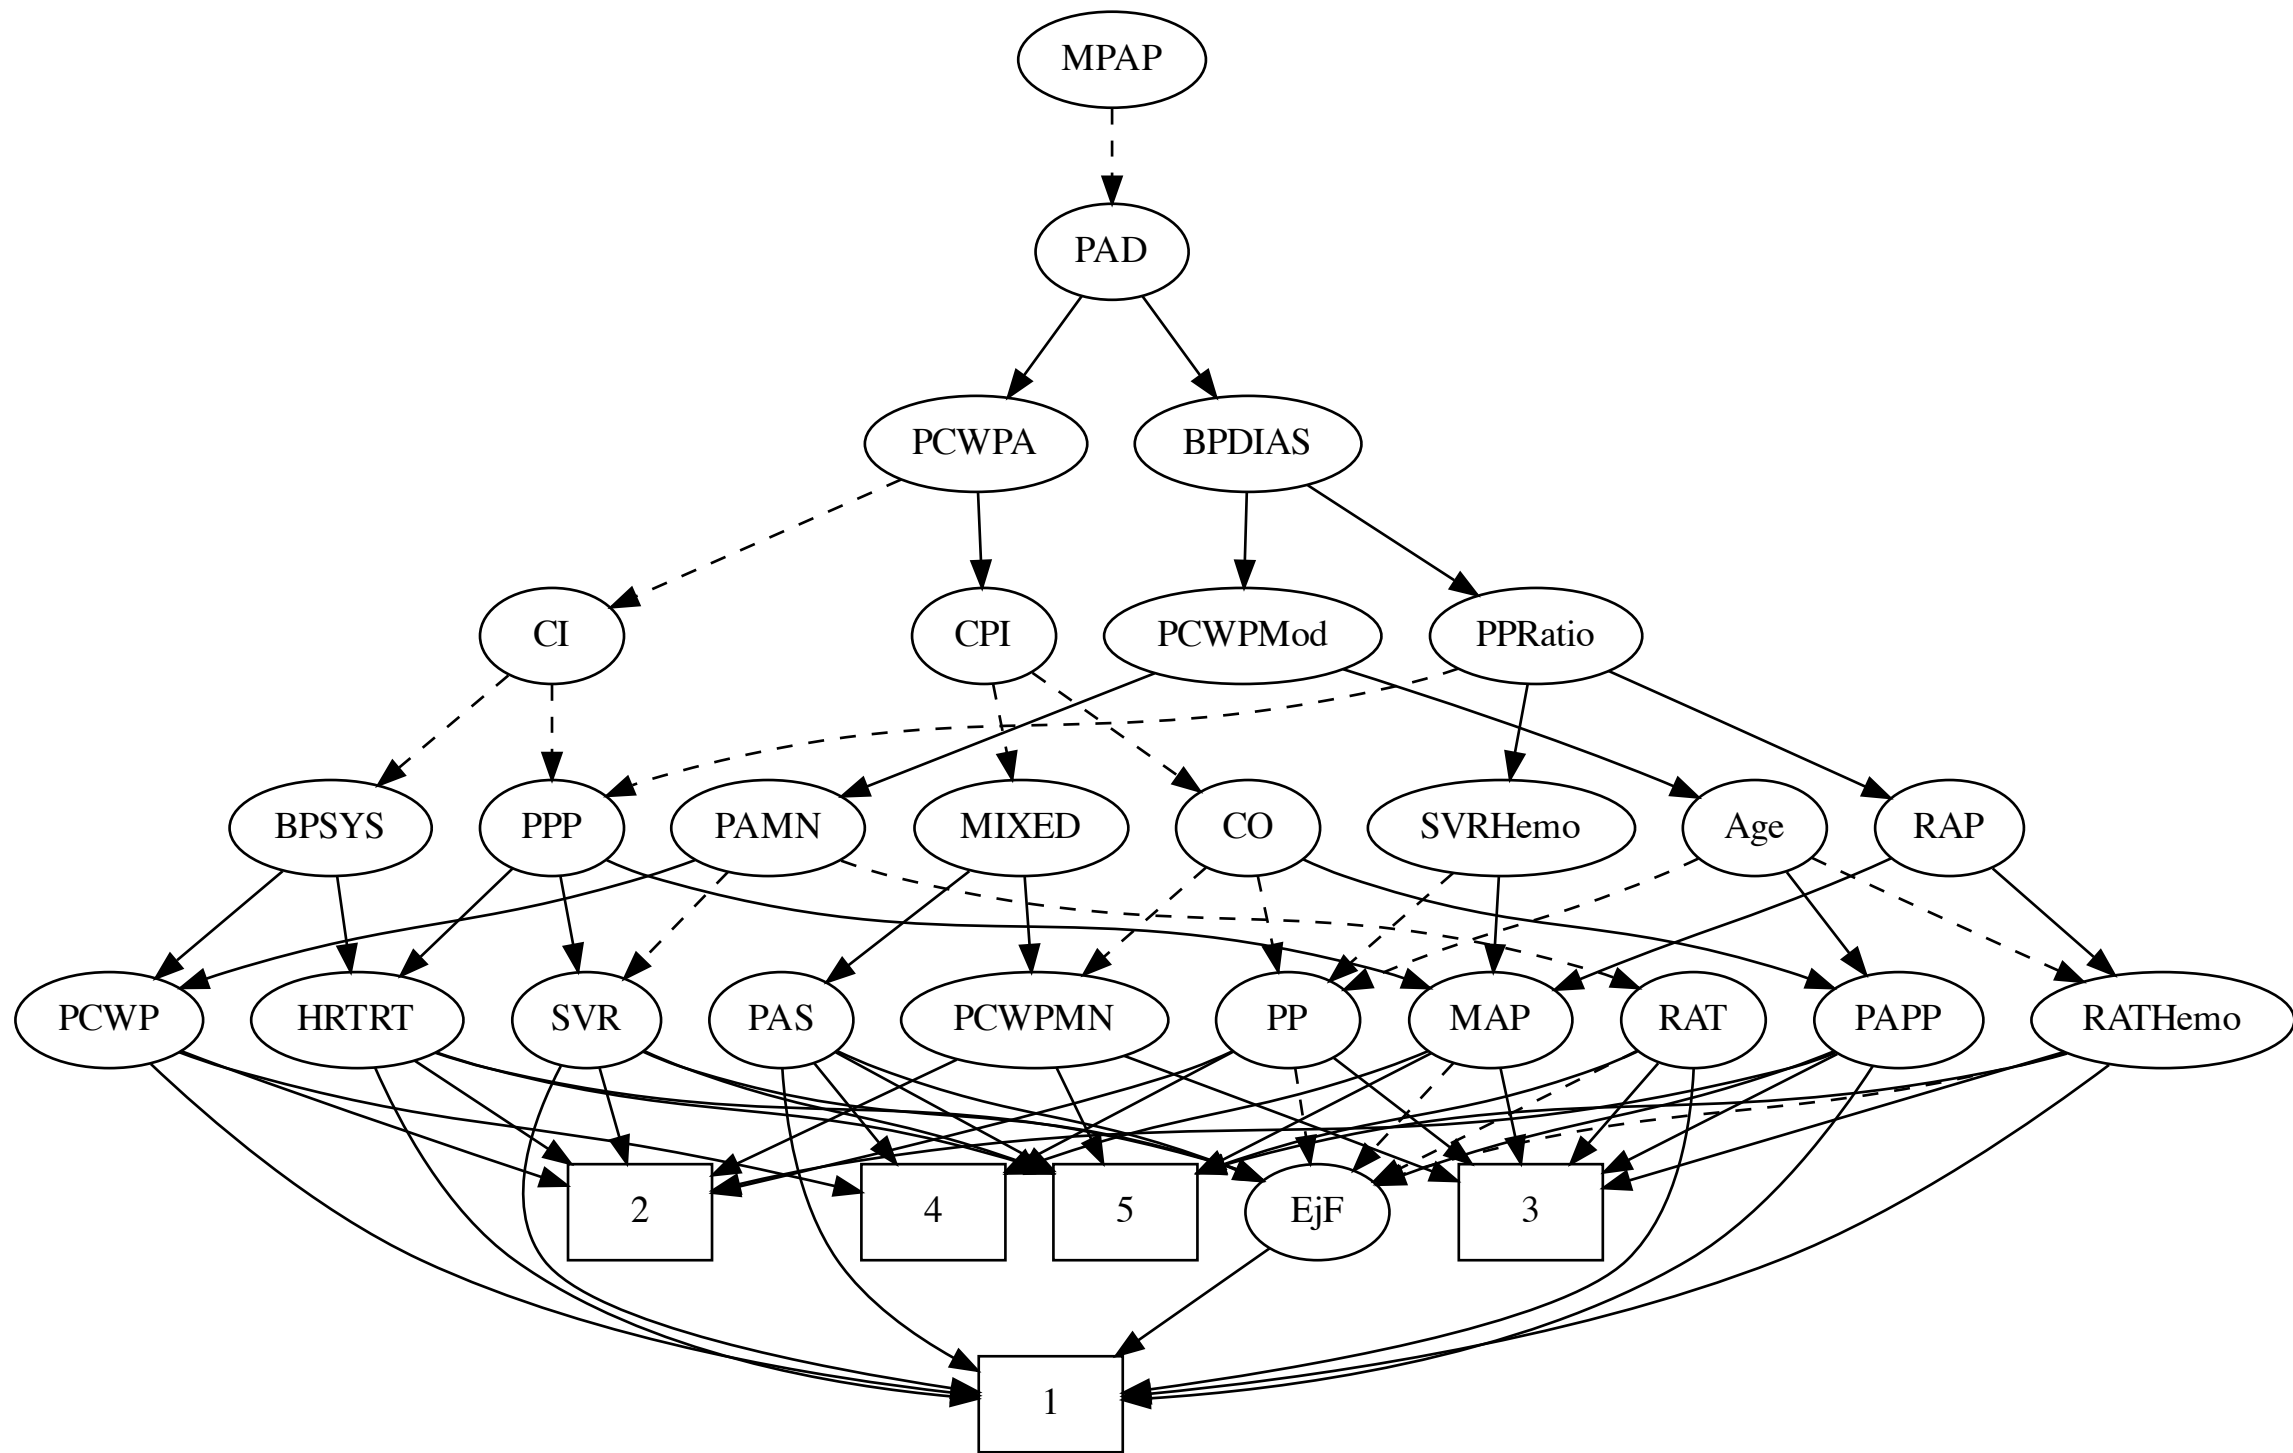 MPAP
PAD
PCWPA
BPDIAS
CI
CPI
PCWPMod
PPRatio
BPSYS
PPP
PAMN
MIXED
CO
SVRHemo
Age
RAP
PCWP
HRTRT
SVR
PAS
PCWPMN
PP
MAP
RAT
PAPP
RATHemo
2
4
5
EjF
3
1